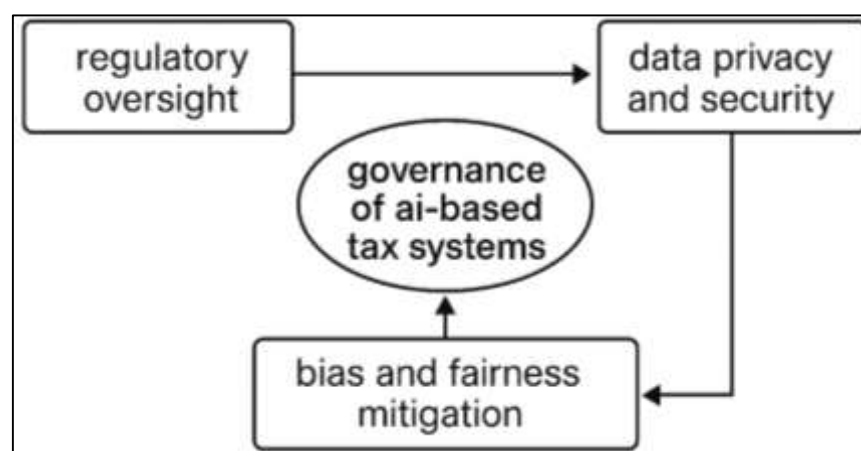 regulatory
oversight
data privacy
and security
governance
of ai-based
tax systems
bias and fairness
mitigation